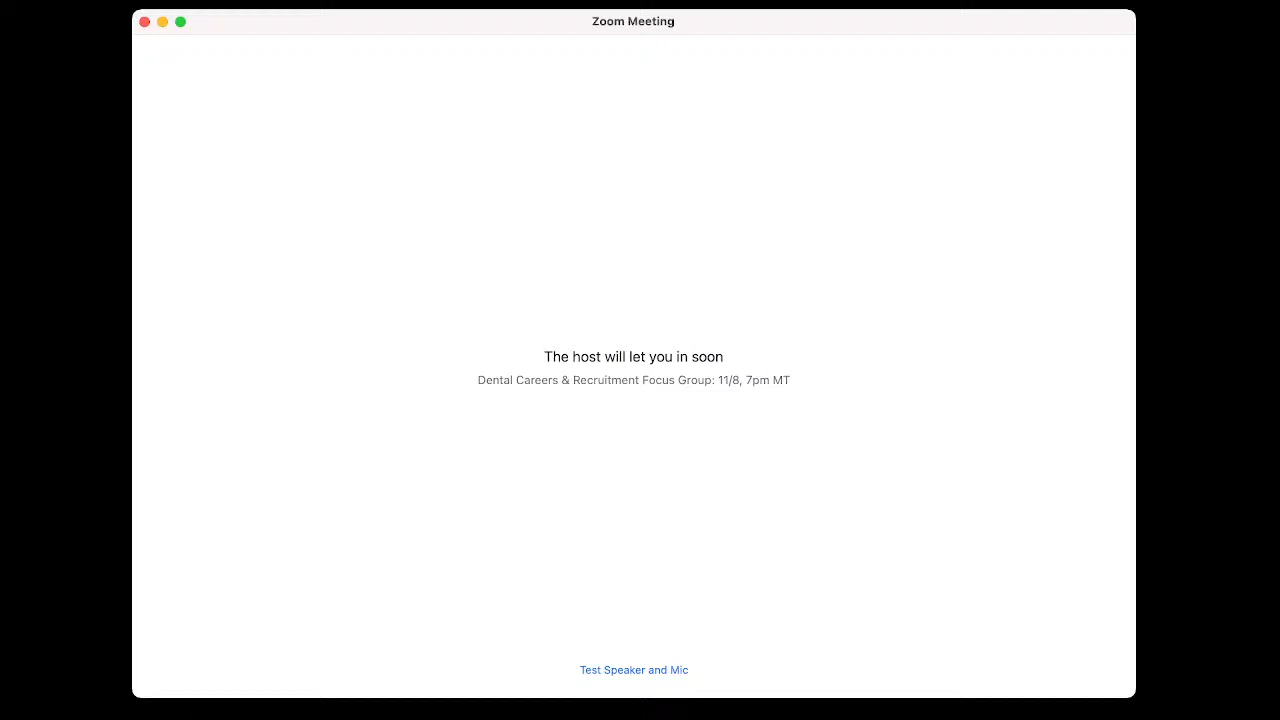 Zoom Meeting
The host will let you in soon
Dental Careers & Recruitment Focus Group: 11/8, 7pm MT
Test Speaker and Mic